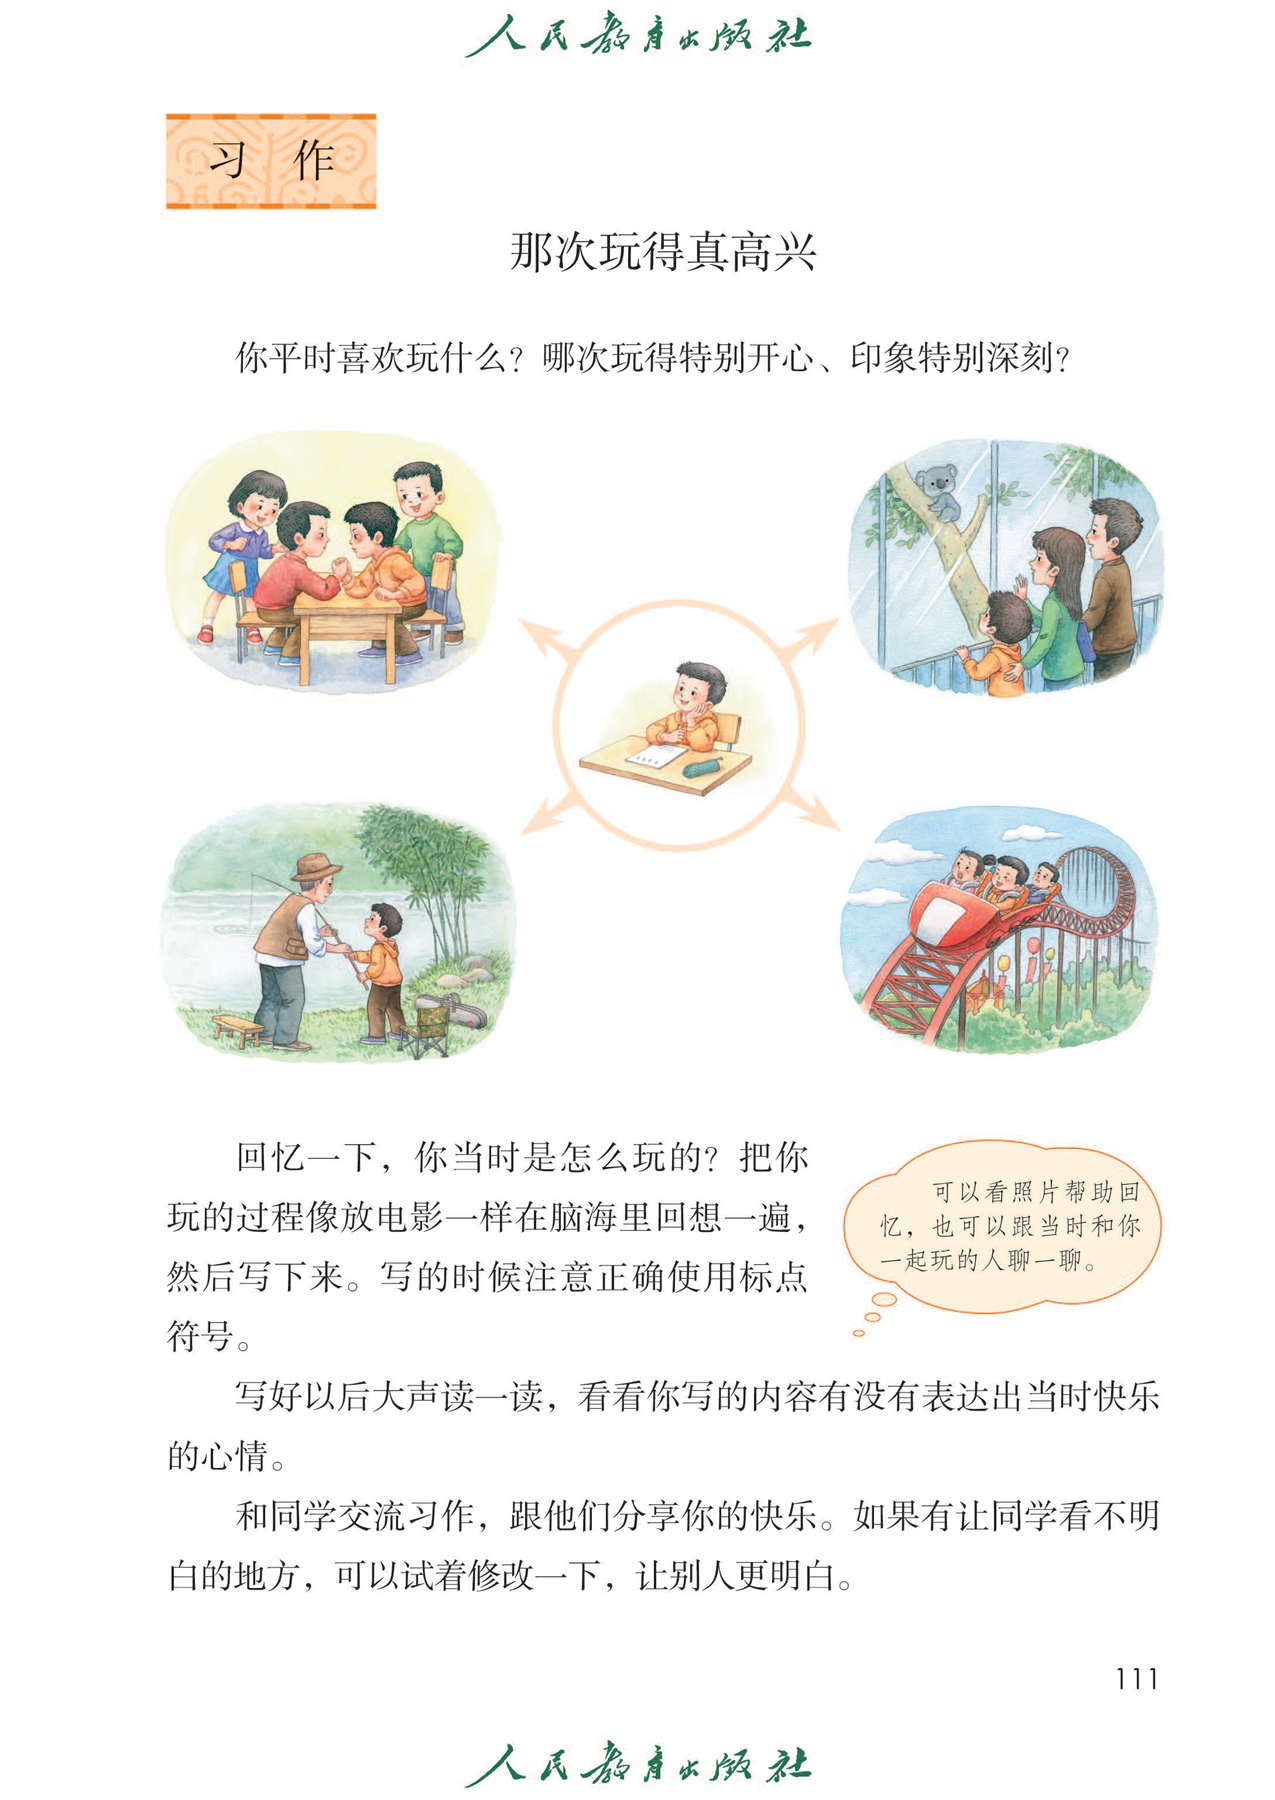 人民教育出版社
习 作
那次玩得真高兴
你平时喜欢玩什么？哪次玩得特别开心、印象特别深刻？
回忆一下，你当时是怎么玩的？把你
玩的过程像放电影一样在脑海里回想一遍，
然后写下来。写的时候注意正确使用标点
符号。
可以看照片帮助回
忆，也可以跟当时和你
一起玩的人聊一聊。
写好以后大声读一读，看看你写的内容有没有表达出当时快乐
的心情。
和同学交流习作，跟他们分享你的快乐。如果有让同学看不明
白的地方，可以试着修改一下，让别人更明白。
111
人民教育出版社